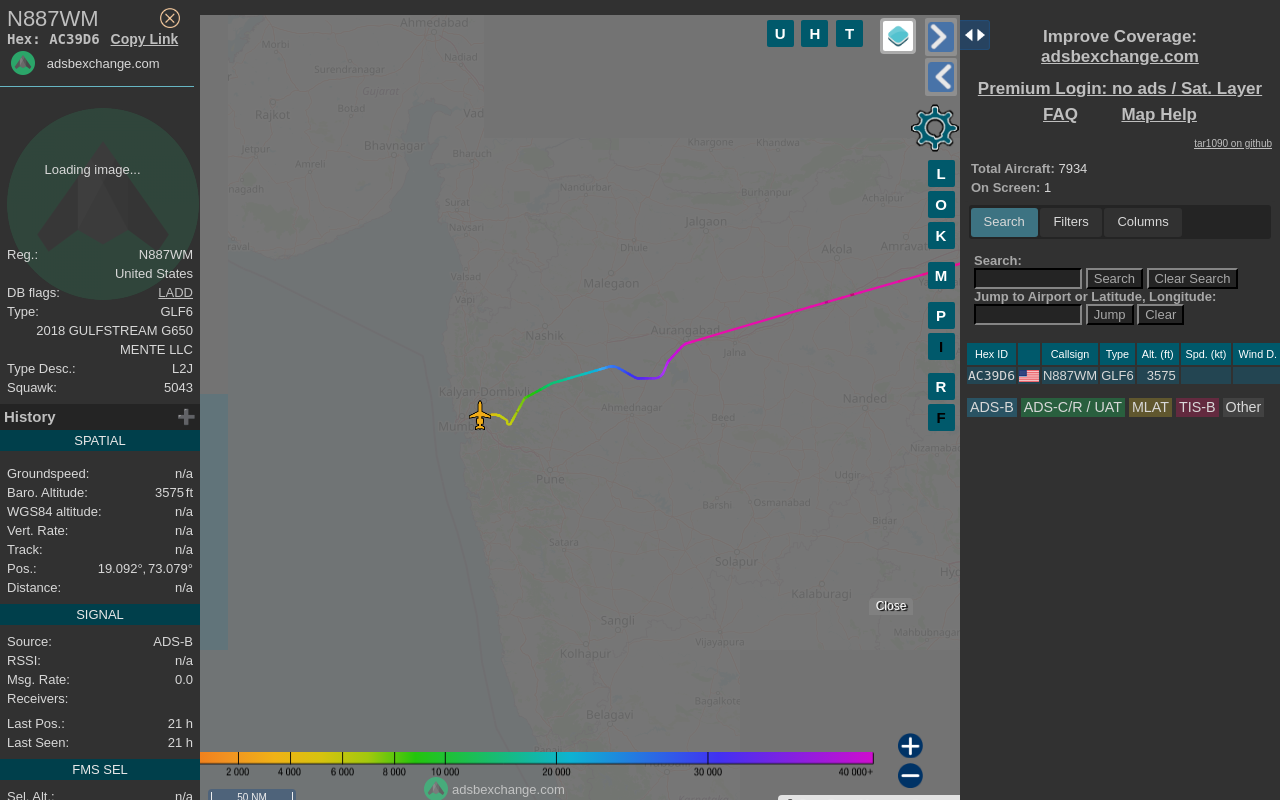 N887WM
Hex: AC39D6 Copy Link
adsbexchange.com
Loading image...
Reg.: N887WM
United States
DB flags: LADD
Type: GLF6
2018 GULFSTREAM G650
MENTE LLC
Type Desc.: L2J
Squawk: 5043
History
SPATIAL
Groundspeed: n/a
Baro. Altitude: 3575 ft
WGS84 altitude: n/a
Vert. Rate: n/a
Track: n/a
Pos.: 19.092°, 73.079°
Distance: n/a
SIGNAL
Source: ADS-B
RSSI: n/a
Msg. Rate: 0.0
Receivers:
Last Pos.: 21 h
Last Seen: 21 h
FMS SEL
Sel. Alt.: n/a
Ahmedabad
Morbi
Nadiad
Surendranagar
Gujarat
Rajkot
Botad
Vad
Jetpur
Bhavnagar
Bharuch
Khargone
Khandwa
Amreli
nagadh
Nandurbar
Burhanpur
Achalpur
Surat
Navsari
Jalgaon
Dhule
Akola
Amravati
Valsad
Vapi
Malegaon
Nashik
Aurangabad
Jalna
Kalyan-Dombivli
Ahmednagar
Beed
Nanded
Mumb
Nizamabad
Pune
Udgir
Barshi
Osmanabad
Bidar
Satara
Solapur
Hyd
Kalaburagi
Sangli
Vijayapura
Mahbubnagar
Kolhapur
Bagalkot
Belagavi
U H T
L
O
K
M
P
I
R
F
Close
2 000 4 000 6 000 8 000 10 000 20 000 30 000 40 000+
adsbexchange.com
50 NM
Improve Coverage:
adsbexchange.com
Premium Login: no ads / Sat. Layer
FAQ Map Help
tar1090 on github
Total Aircraft: 7934
On Screen: 1
Search Filters Columns
Search:
Search Clear Search
Jump to Airport or Latitude, Longitude:
Jump Clear
Hex ID Callsign Type Alt. (ft) Spd. (kt) Wind D.
AC39D6 N887WM GLF6 3575
ADS-B ADS-C/R / UAT MLAT TIS-B Other